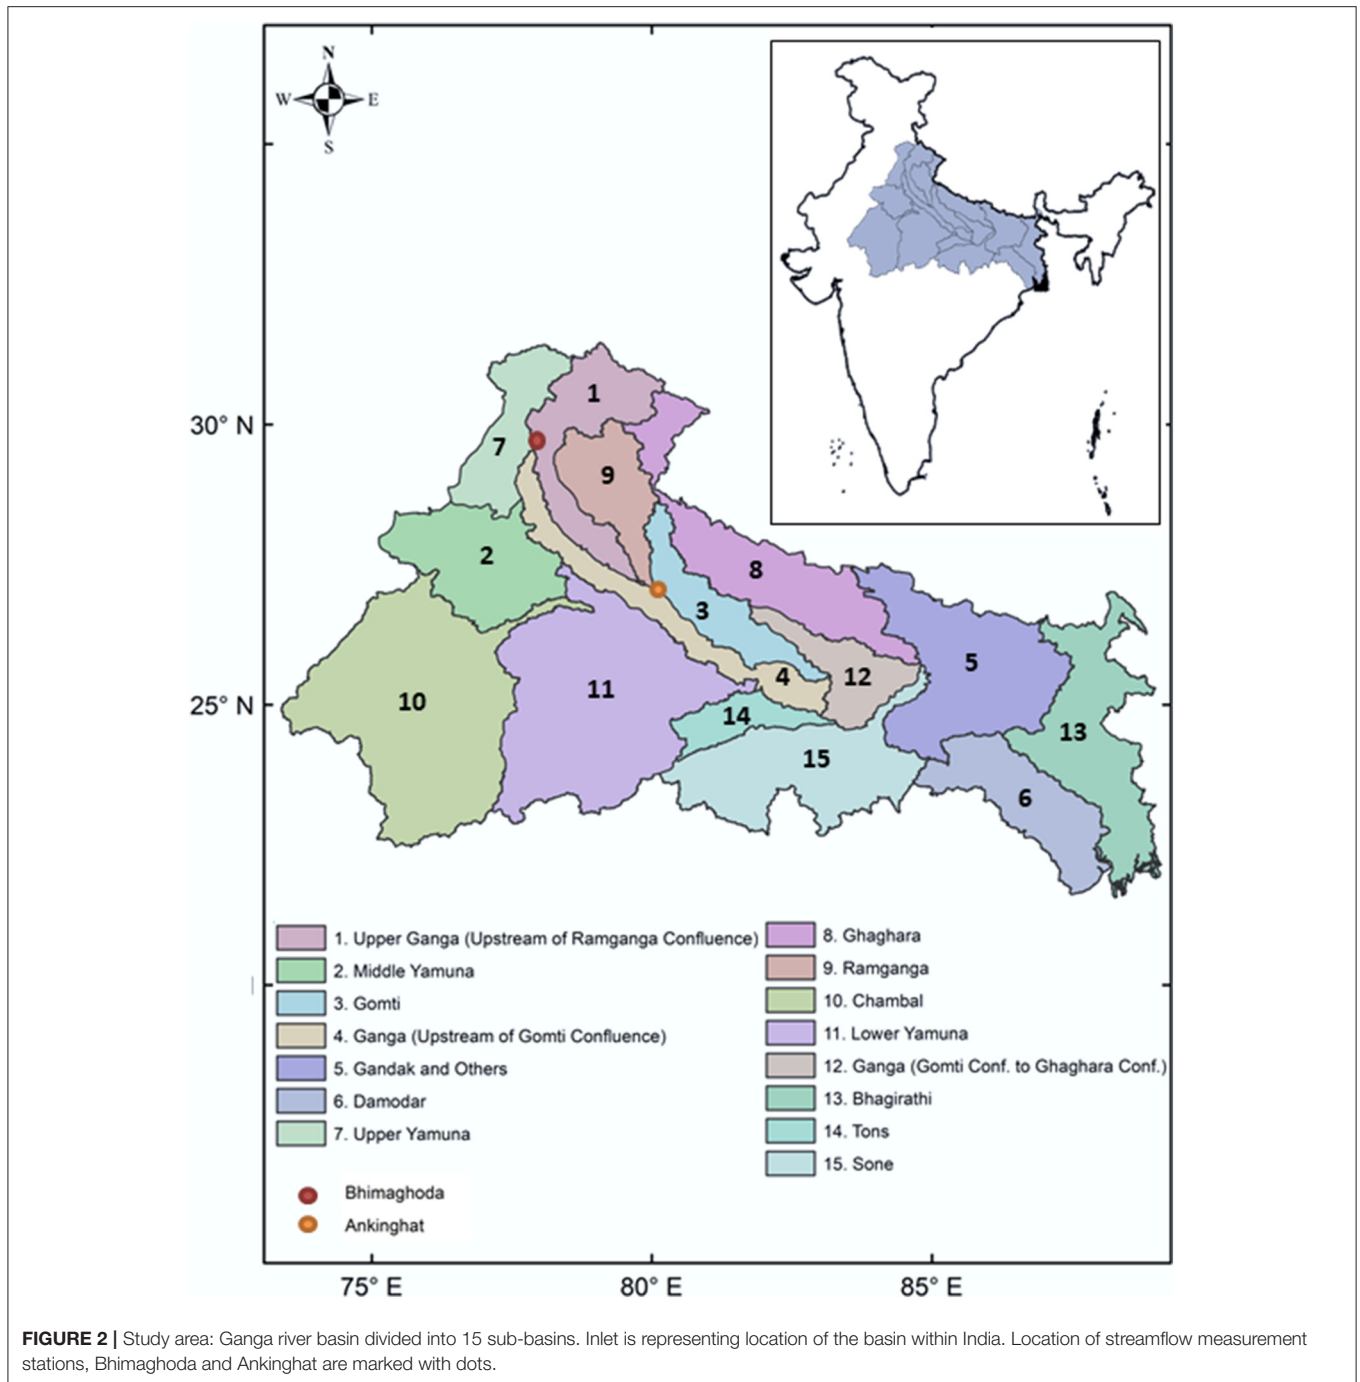 N
W E
S
30° N
25° N
1
7
9
2
8
3
5
12
4
10
11
14
13
15
6
1. Upper Ganga (Upstream of Ramganga Confluence)
2. Middle Yamuna
3. Gomti
4. Ganga (Upstream of Gomti Confluence)
5. Gandak and Others
6. Damodar
7. Upper Yamuna
8. Ghaghara
9. Ramganga
10. Chambal
11. Lower Yamuna
12. Ganga (Gomti Conf. to Ghaghara Conf.)
13. Bhagirathi
14. Tons
15. Sone
Bhimaghoda
Ankinghat
75° E 80° E 85° E
FIGURE 2 | Study area: Ganga river basin divided into 15 sub-basins. Inlet is representing location of the basin within India. Location of streamflow measurement
stations, Bhimaghoda and Ankinghat are marked with dots.